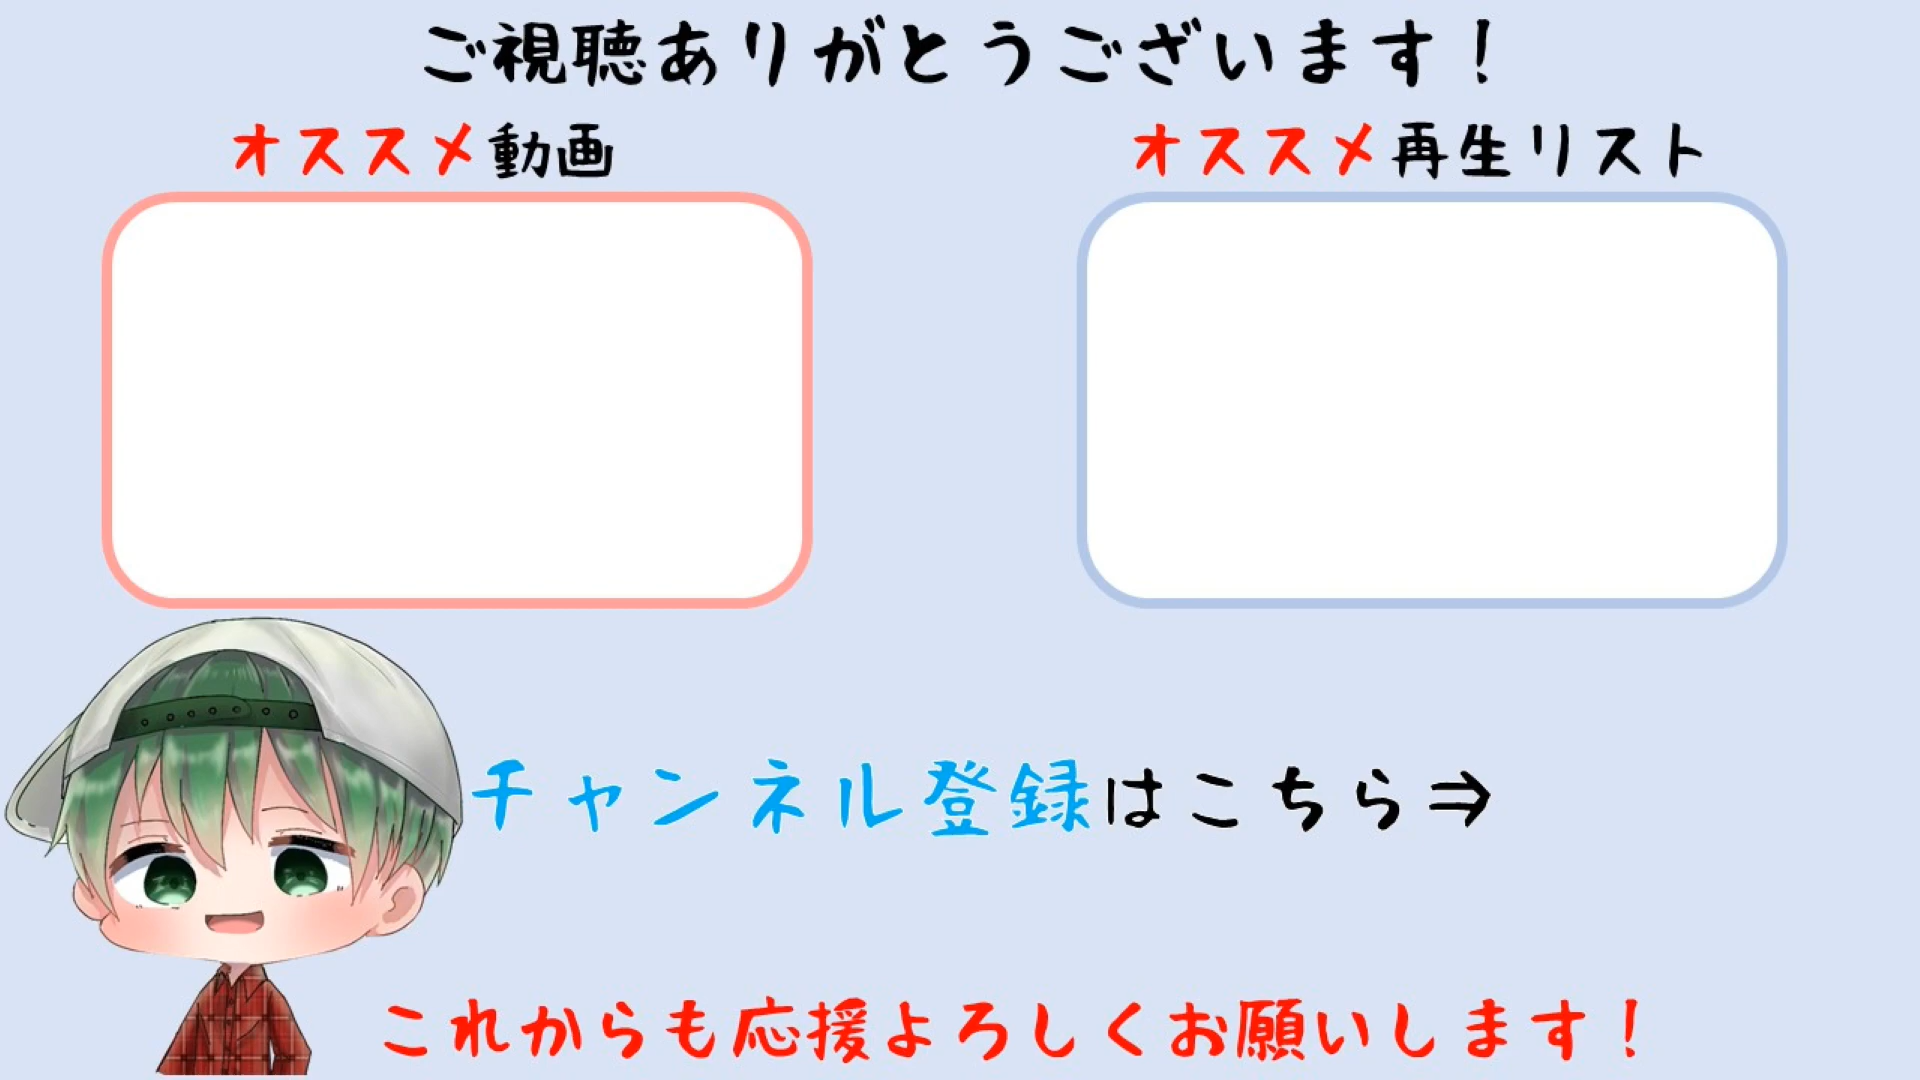 ご視聴ありがとうございます！
オススメ動画
オススメ再生リスト
チャンネル登録はこちら⇒
これからも応援よろしくお願いします！